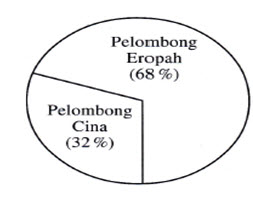 Pelombong
Eropah
(68 %)
Pelombong
Cina
(32 %)